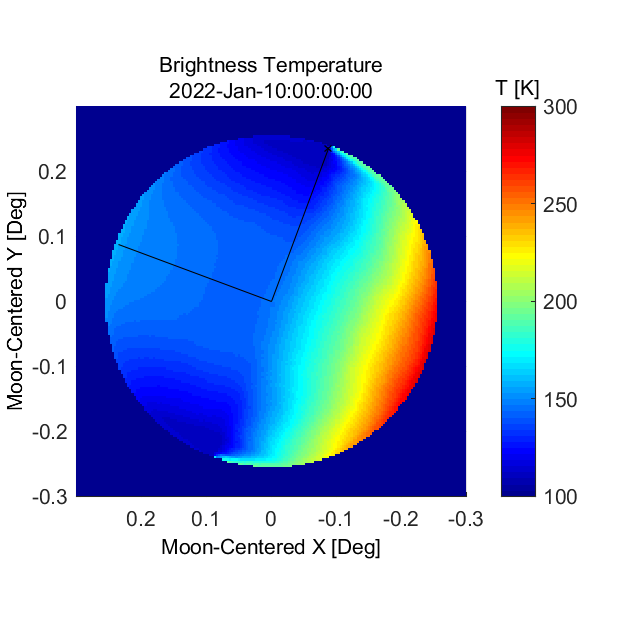 Brightness Temperature
2022-Jan-10:00:00:00
T [K]
300
250
200
150
100
Moon-Centered Y [Deg]
0.2
0.1
0
-0.1
-0.2
-0.3
0.2 0.1 0 -0.1 -0.2 -0.3
Moon-Centered X [Deg]